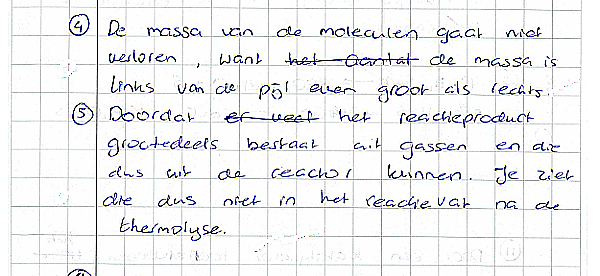 ④ De massa van de moleculen gaat niet
verloren, want het aantal de massa is
links van de pijl even groot als rechts.
⑤ Doordat er veel het reactieproduct
grootedeels bestaat uit gassen en die
dus uit de reactor kunnen. Je ziet
die dus niet in het reactievat na de
thermolyse.